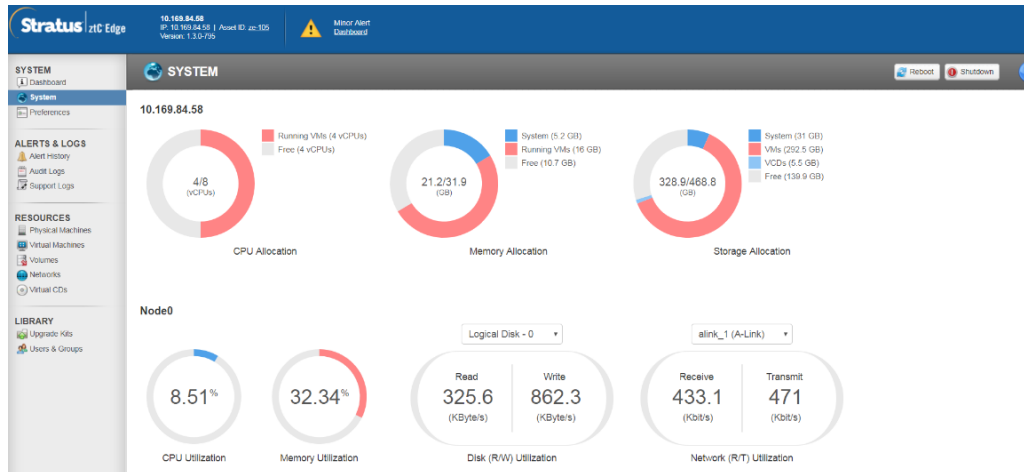 Stratus ztC Edge
10.169.84.58
IP: 10.169.84.58 | Asset ID: ze-105
Version: 1.3.0-795
Minor Alert
Dashboard
SYSTEM
Dashboard
System
Preferences
ALERTS & LOGS
Alert History
Audit Logs
Support Logs
RESOURCES
Physical Machines
Virtual Machines
Volumes
Networks
Virtual CDs
LIBRARY
Upgrade Kits
Users & Groups
SYSTEM
Reboot
Shutdown
10.169.84.58
4/8
(vCPUs)
Running VMs (4 vCPUs)
Free (4 vCPUs)
CPU Allocation
21.2/31.9
(GB)
System (5.2 GB)
Running VMs (16 GB)
Free (10.7 GB)
Memory Allocation
328.9/468.8
(GB)
System (31 GB)
VMs (292.5 GB)
VCDs (5.5 GB)
Free (139.9 GB)
Storage Allocation
Node0
8.51%
CPU Utilization
32.34%
Memory Utilization
Logical Disk - 0
Read
325.6
(KByte/s)
Write
862.3
(KByte/s)
Disk (R/W) Utilization
alink_1 (A-Link)
Receive
433.1
(Kbit/s)
Transmit
471
(Kbit/s)
Network (R/T) Utilization